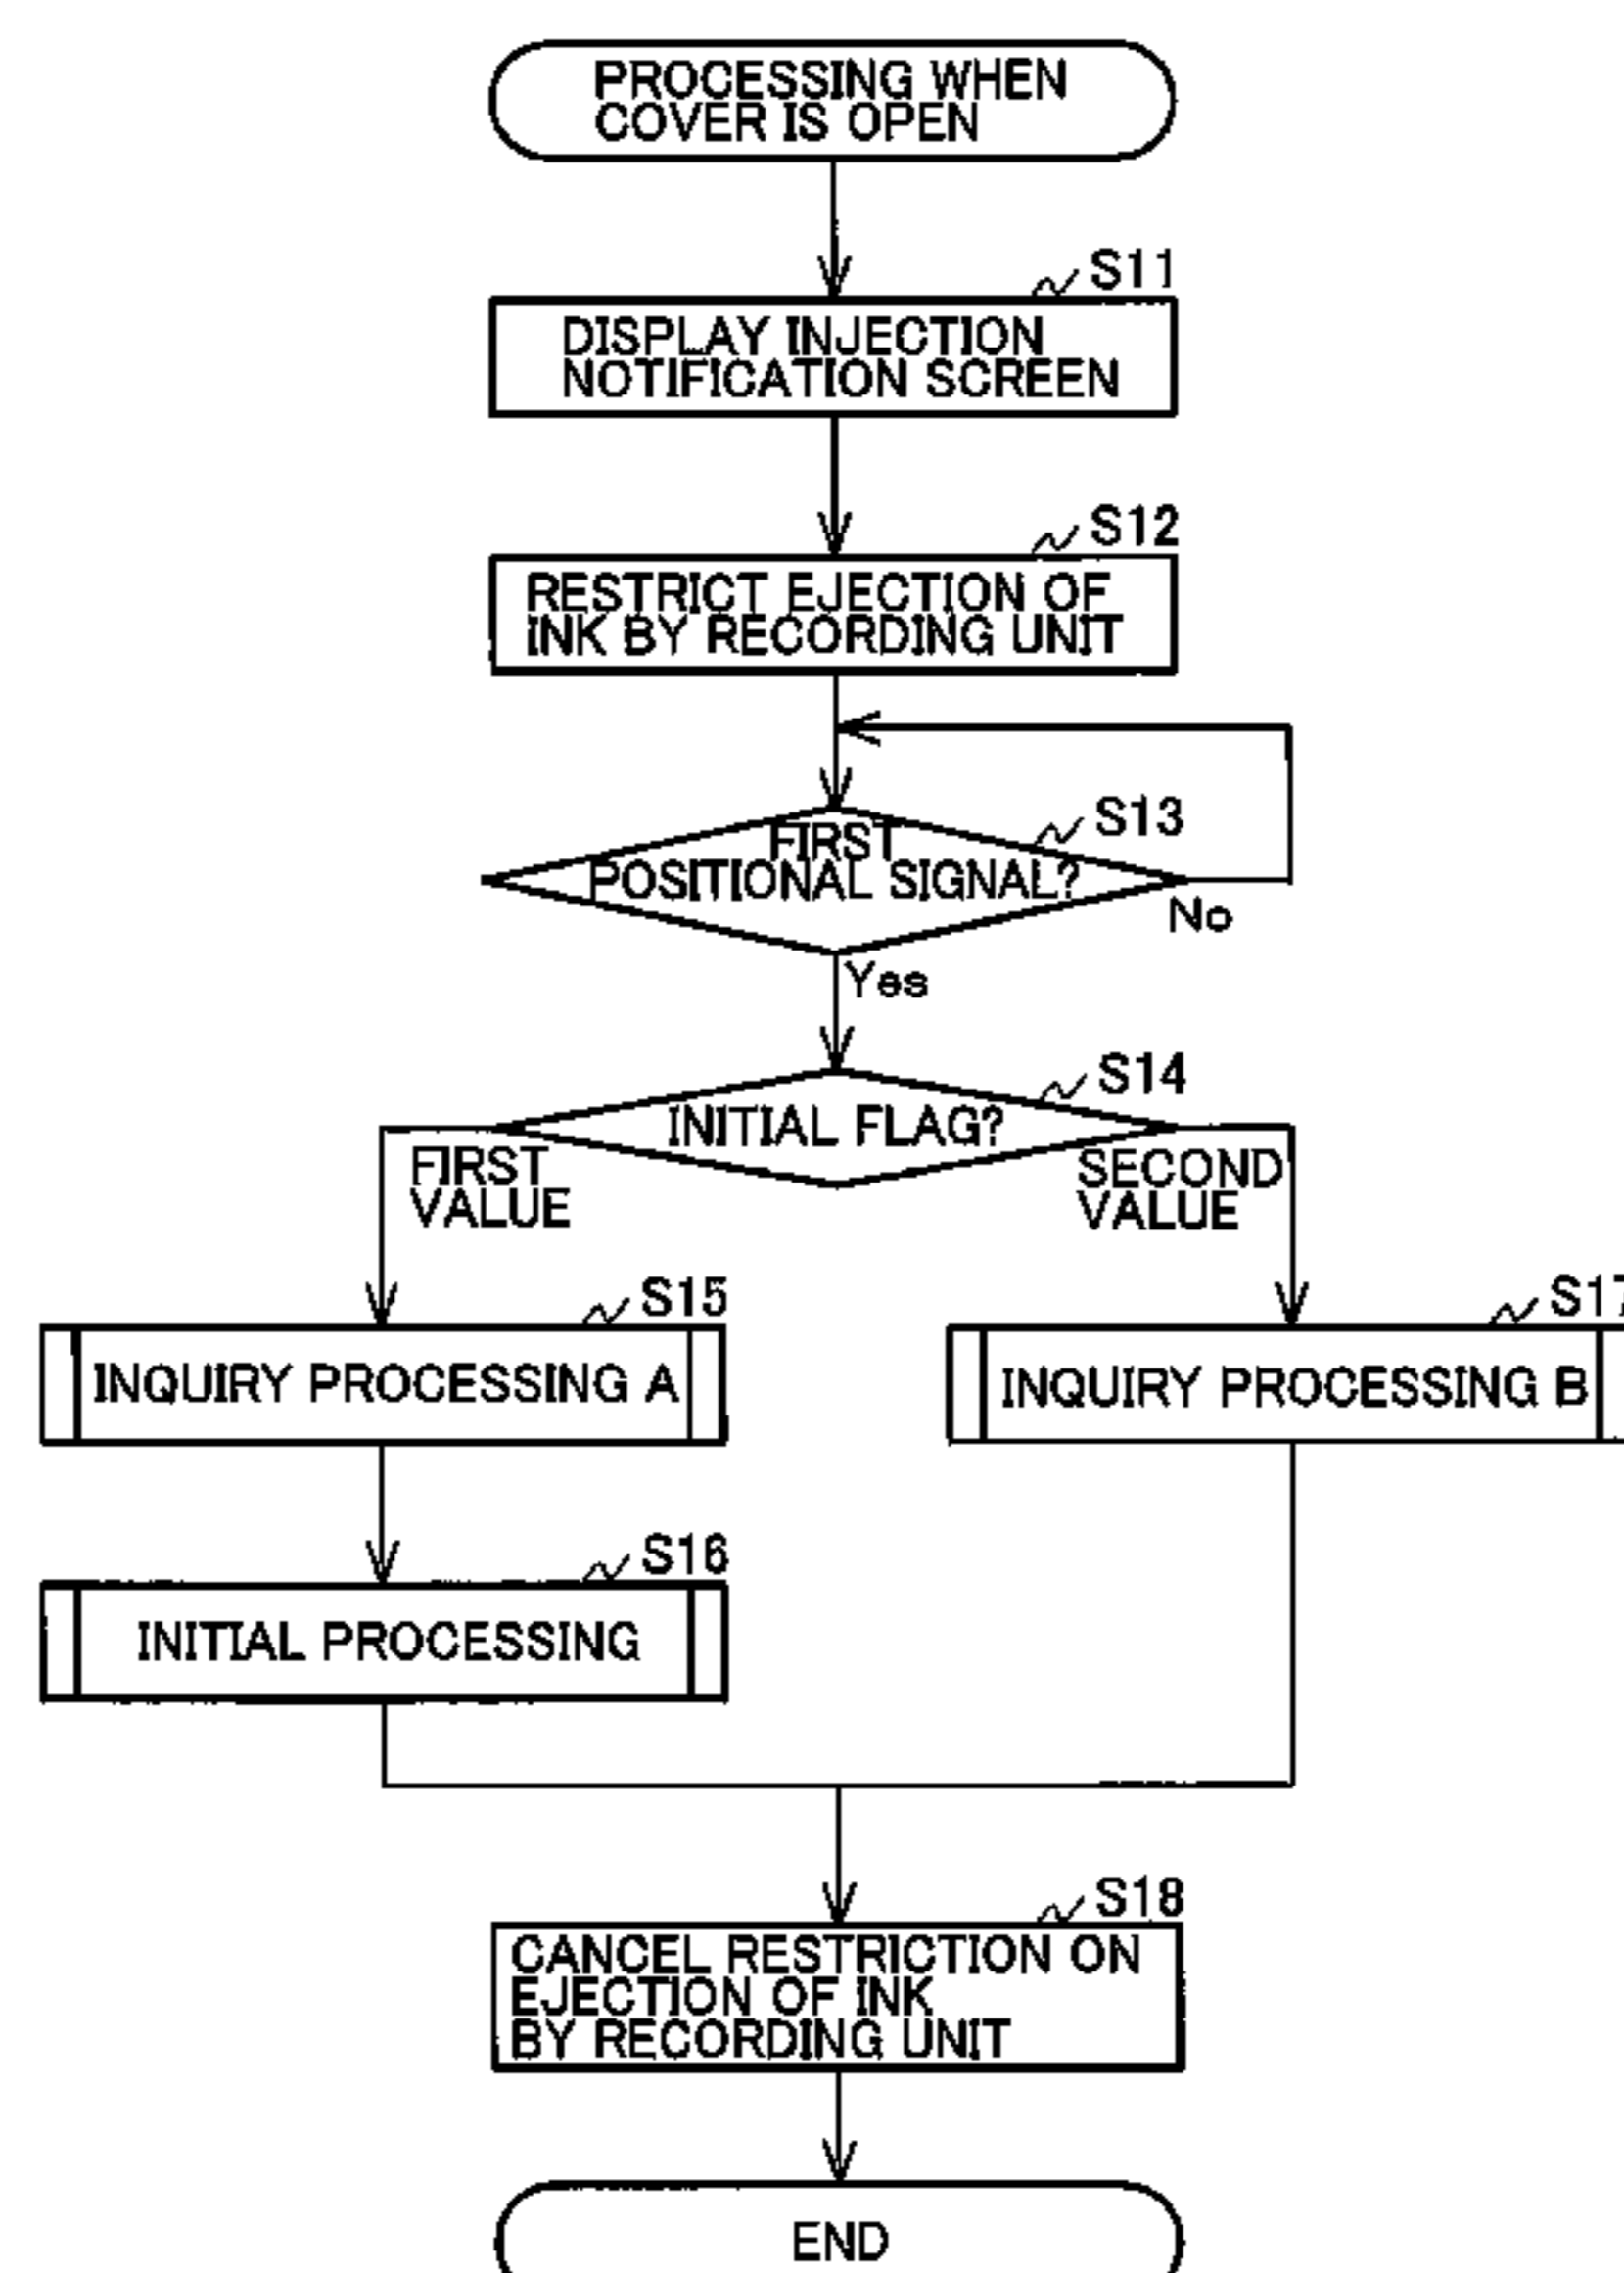 PROCESSING WHEN
COVER IS OPEN
S11
DISPLAY INJECTION
NOTIFICATION SCREEN
S12
RESTRICT EJECTION OF
INK BY RECORDING UNIT
S13
FIRST
POSITIONAL SIGNAL?
No
Yes
S14
INITIAL FLAG?
FIRST
VALUE
SECOND
VALUE
S15
S17
INQUIRY PROCESSING A
INQUIRY PROCESSING B
S16
INITIAL PROCESSING
S18
CANCEL RESTRICTION ON
EJECTION OF INK
BY RECORDING UNIT
END